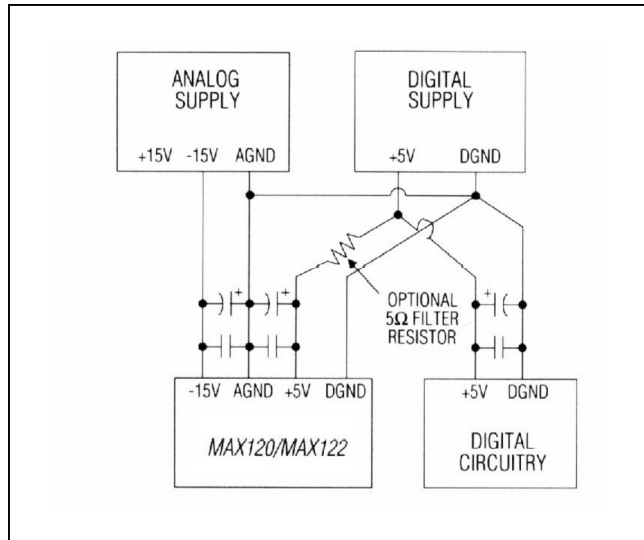 ANALOG
SUPPLY
+15V -15V AGND
DIGITAL
SUPPLY
+5V DGND
OPTIONAL
5Ω FILTER
RESISTOR
+ + +
-15V AGND +5V DGND
MAX120/MAX122
+5V DGND
DIGITAL
CIRCUITRY